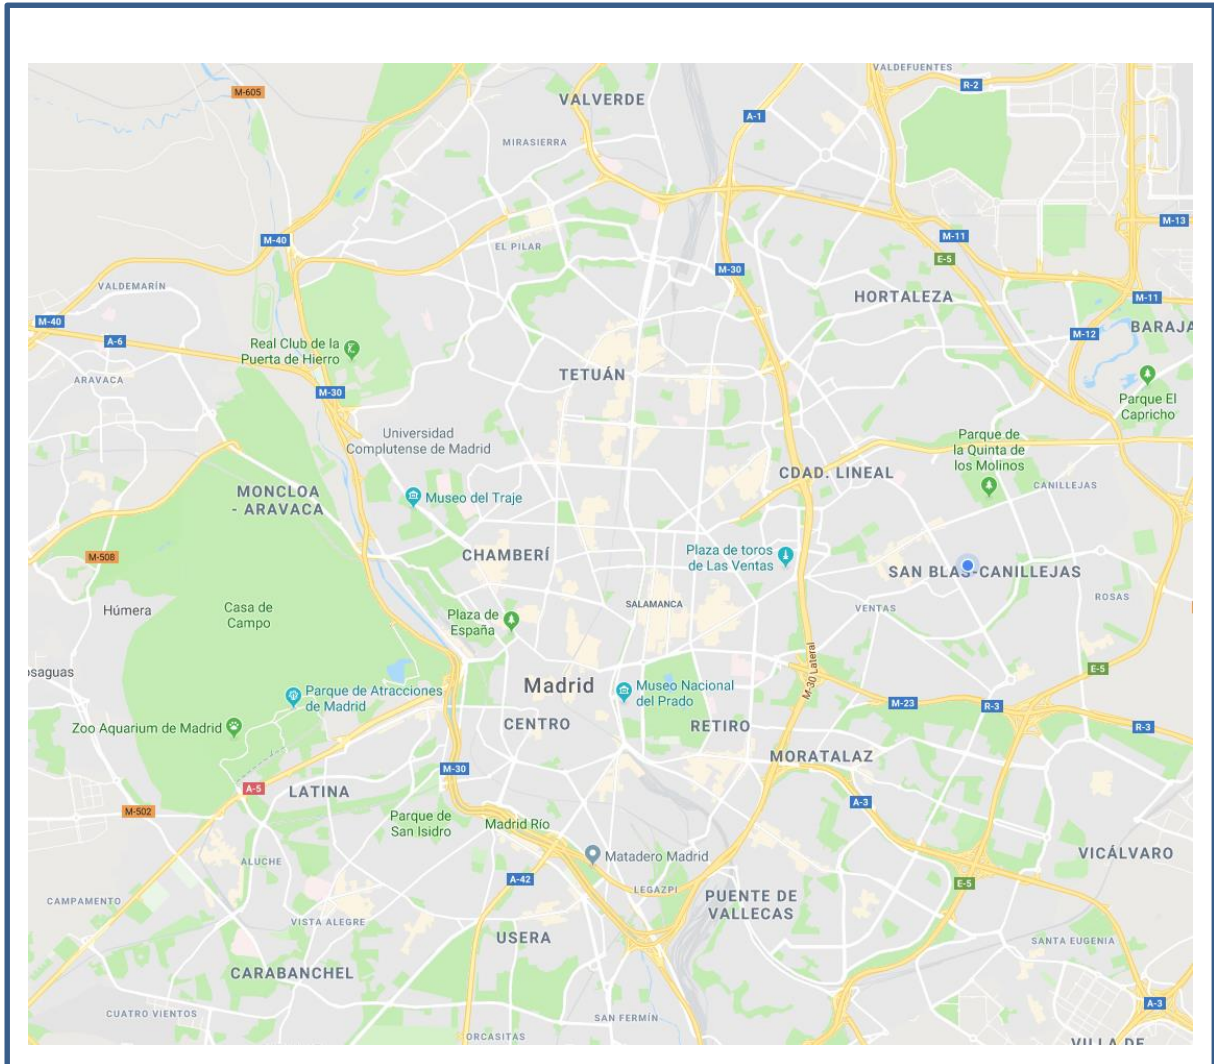 VALDEFUENTES
M-605
R-2
VALVERDE
A-1
MIRASIERRA
M-13
M-40
M-11
EL PILAR
E-5
M-30
VALDEMARÍN
HORTALEZA
M-11
M-40
BARAJA
A-6
M-12
Real Club de la
Puerta de Hierro
ARAVACA
TETUÁN
M-30
Parque El
Capricho
Universidad
Complutense de Madrid
Parque de
la Quinta de
los Molinos
CDAD. LINEAL
CANILLEJAS
MONCLOA
- ARAVACA
Museo del Traje
M-508
CHAMBERÍ
Plaza de toros
de Las Ventas
SAN BLAS-CANILLEJAS
ROSAS
Húmera
Casa de
Campo
SALAMANCA
VENTAS
Plaza de
España
osaguas
M-30 Lateral
E-5
Parque de Atracciones
de Madrid
Madrid
Museo Nacional
del Prado
M-23
R-3
Zoo Aquarium de Madrid
CENTRO
RETIRO
R-3
MORATALAZ
M-30
A-5
LATINA
A-3
M-502
Parque de
San Isidro
Madrid Río
VICÁLVARO
ALUCHE
Matadero Madrid
A-42
LEGAZPI
E-5
CAMPAMENTO
PUENTE DE
VALLECAS
VISTA ALEGRE
USERA
SANTA EUGENIA
CARABANCHEL
A-3
CUATRO VIENTOS
SAN FERMÍN
ORCASITAS
VILLA DE